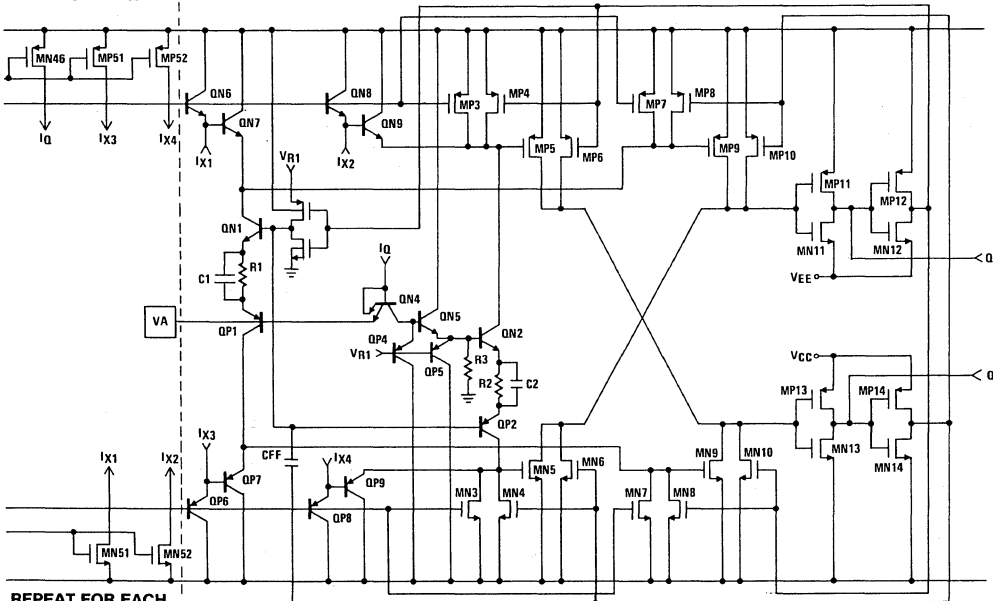 MN46
MP51
MP52
QN6
QN8
MP3
MP4
MP7
MP8
QN7
QN9
IQ
IX3
IX4
IX1
IX2
VR1
MP5
MP6
MP9
MP10
MP11
MP12
QN1
MN11
MN12
R1
C1
IQ
VEE
Q
VA
QP1
QN4
QN5
QN2
QP4
VR1
QP5
R3
R2
C2
VCC
Q
MP13
MP14
QP2
IX3
MN13
MN14
IX1
IX2
CFF
IX4
QP7
QP9
MN5
MN6
MN9
MN10
QP6
QP8
MN3
MN4
MN7
MN8
MN51
MN52
REPEAT FOR EACH